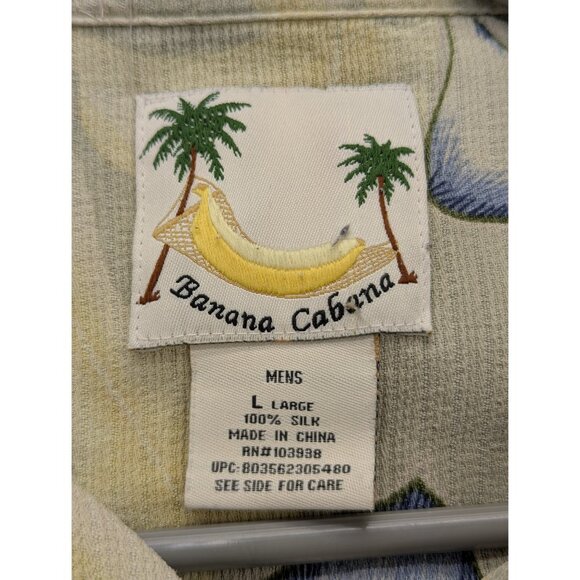 Banana Cabana
MENS
L LARGE
100% SILK
MADE IN CHINA
RN#103938
UPC:803562305480
SEE SIDE FOR CARE